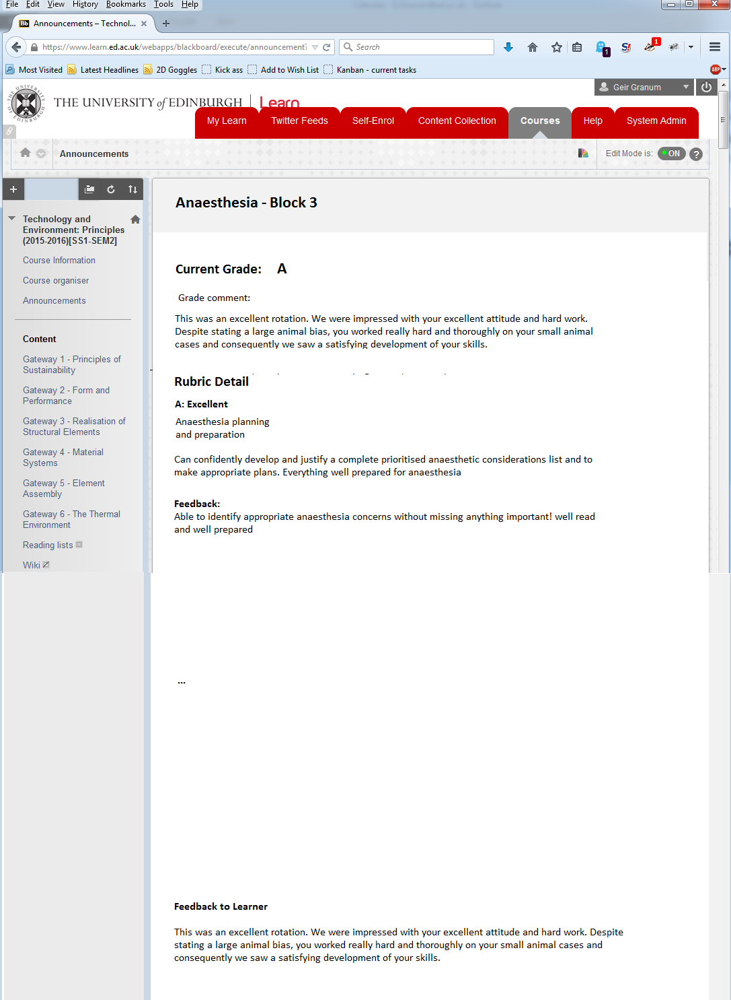 File Edit View History Bookmarks Tools Help
Announcements – Technol...
https://www.learn.ed.ac.uk/webapps/blackboard/execute/announcement?
Search
1
1
Most Visited Latest Headlines 2D Goggles Kick ass Add to Wish List Kanban - current tasks
ABP
Geir Granum
THE UNIVERSITY of EDINBURGH Learn
My Learn Twitter Feeds Self-Enrol Content Collection Courses Help System Admin
Announcements
Edit Mode is: ON ?
Technology and
Environment: Principles
(2015-2016)[SS1-SEM2]
Course Information
Course organiser
Announcements
Content
Gateway 1 - Principles of
Sustainability
Gateway 2 - Form and
Performance
Gateway 3 - Realisation of
Structural Elements
Gateway 4 - Material
Systems
Gateway 5 - Element
Assembly
Gateway 6 - The Thermal
Environment
Reading lists
Wiki
Anaesthesia - Block 3
Current Grade: A
Grade comment:
This was an excellent rotation. We were impressed with your excellent attitude and hard work.
Despite stating a large animal bias, you worked really hard and thoroughly on your small animal
cases and consequently we saw a satisfying development of your skills.
Rubric Detail
A: Excellent
Anaesthesia planning
and preparation
Can confidently develop and justify a complete prioritised anaesthetic considerations list and to
make appropriate plans. Everything well prepared for anaesthesia
Feedback:
Able to identify appropriate anaesthesia concerns without missing anything important! well read
and well prepared
...
Feedback to Learner
This was an excellent rotation. We were impressed with your excellent attitude and hard work. Despite
stating a large animal bias, you worked really hard and thoroughly on your small animal cases and
consequently we saw a satisfying development of your skills.